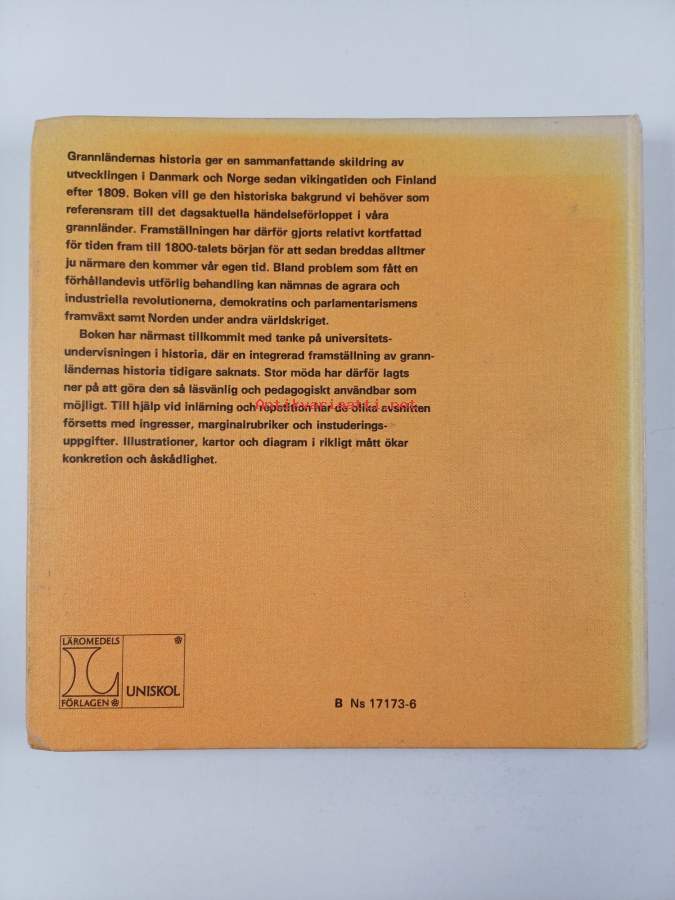 Grannländernas historia ger en sammanfattande skildring av
utvecklingen i Danmark och Norge sedan vikingatiden och Finland
efter 1809. Boken vill ge den historiska bakgrund vi behöver som
referensram till det dagsaktuella händelseförloppet i våra
grannländer. Framställningen har därför gjorts relativt kortfattad
för tiden fram till 1800-talets början för att sedan breddas alltmer
ju närmare den kommer vår egen tid. Bland problem som fått en
förhållandevis utförlig behandling kan nämnas de agrara och
industriella revolutionerna, demokratins och parlamentarismens
framväxt samt Norden under andra världskriget.
Boken har närmast tillkommit med tanke på universitets-
undervisningen i historia, där en integrerad framställning av grann-
ländernas historia tidigare saknats. Stor möda har därför lagts
ner på att göra den så läsvänlig och pedagogiskt användbar som
möjligt. Till hjälp vid inlärning och repetition har de olika avsnitten
försetts med ingresser, marginalrubriker och instuderings-
uppgifter. Illustrationer, kartor och diagram i rikligt mått ökar
konkretion och åskådlighet.
Antikvariaatti.net
LÄROMEDELS
FÖRLAGEN
UNISKOL
B Ns 17173-6